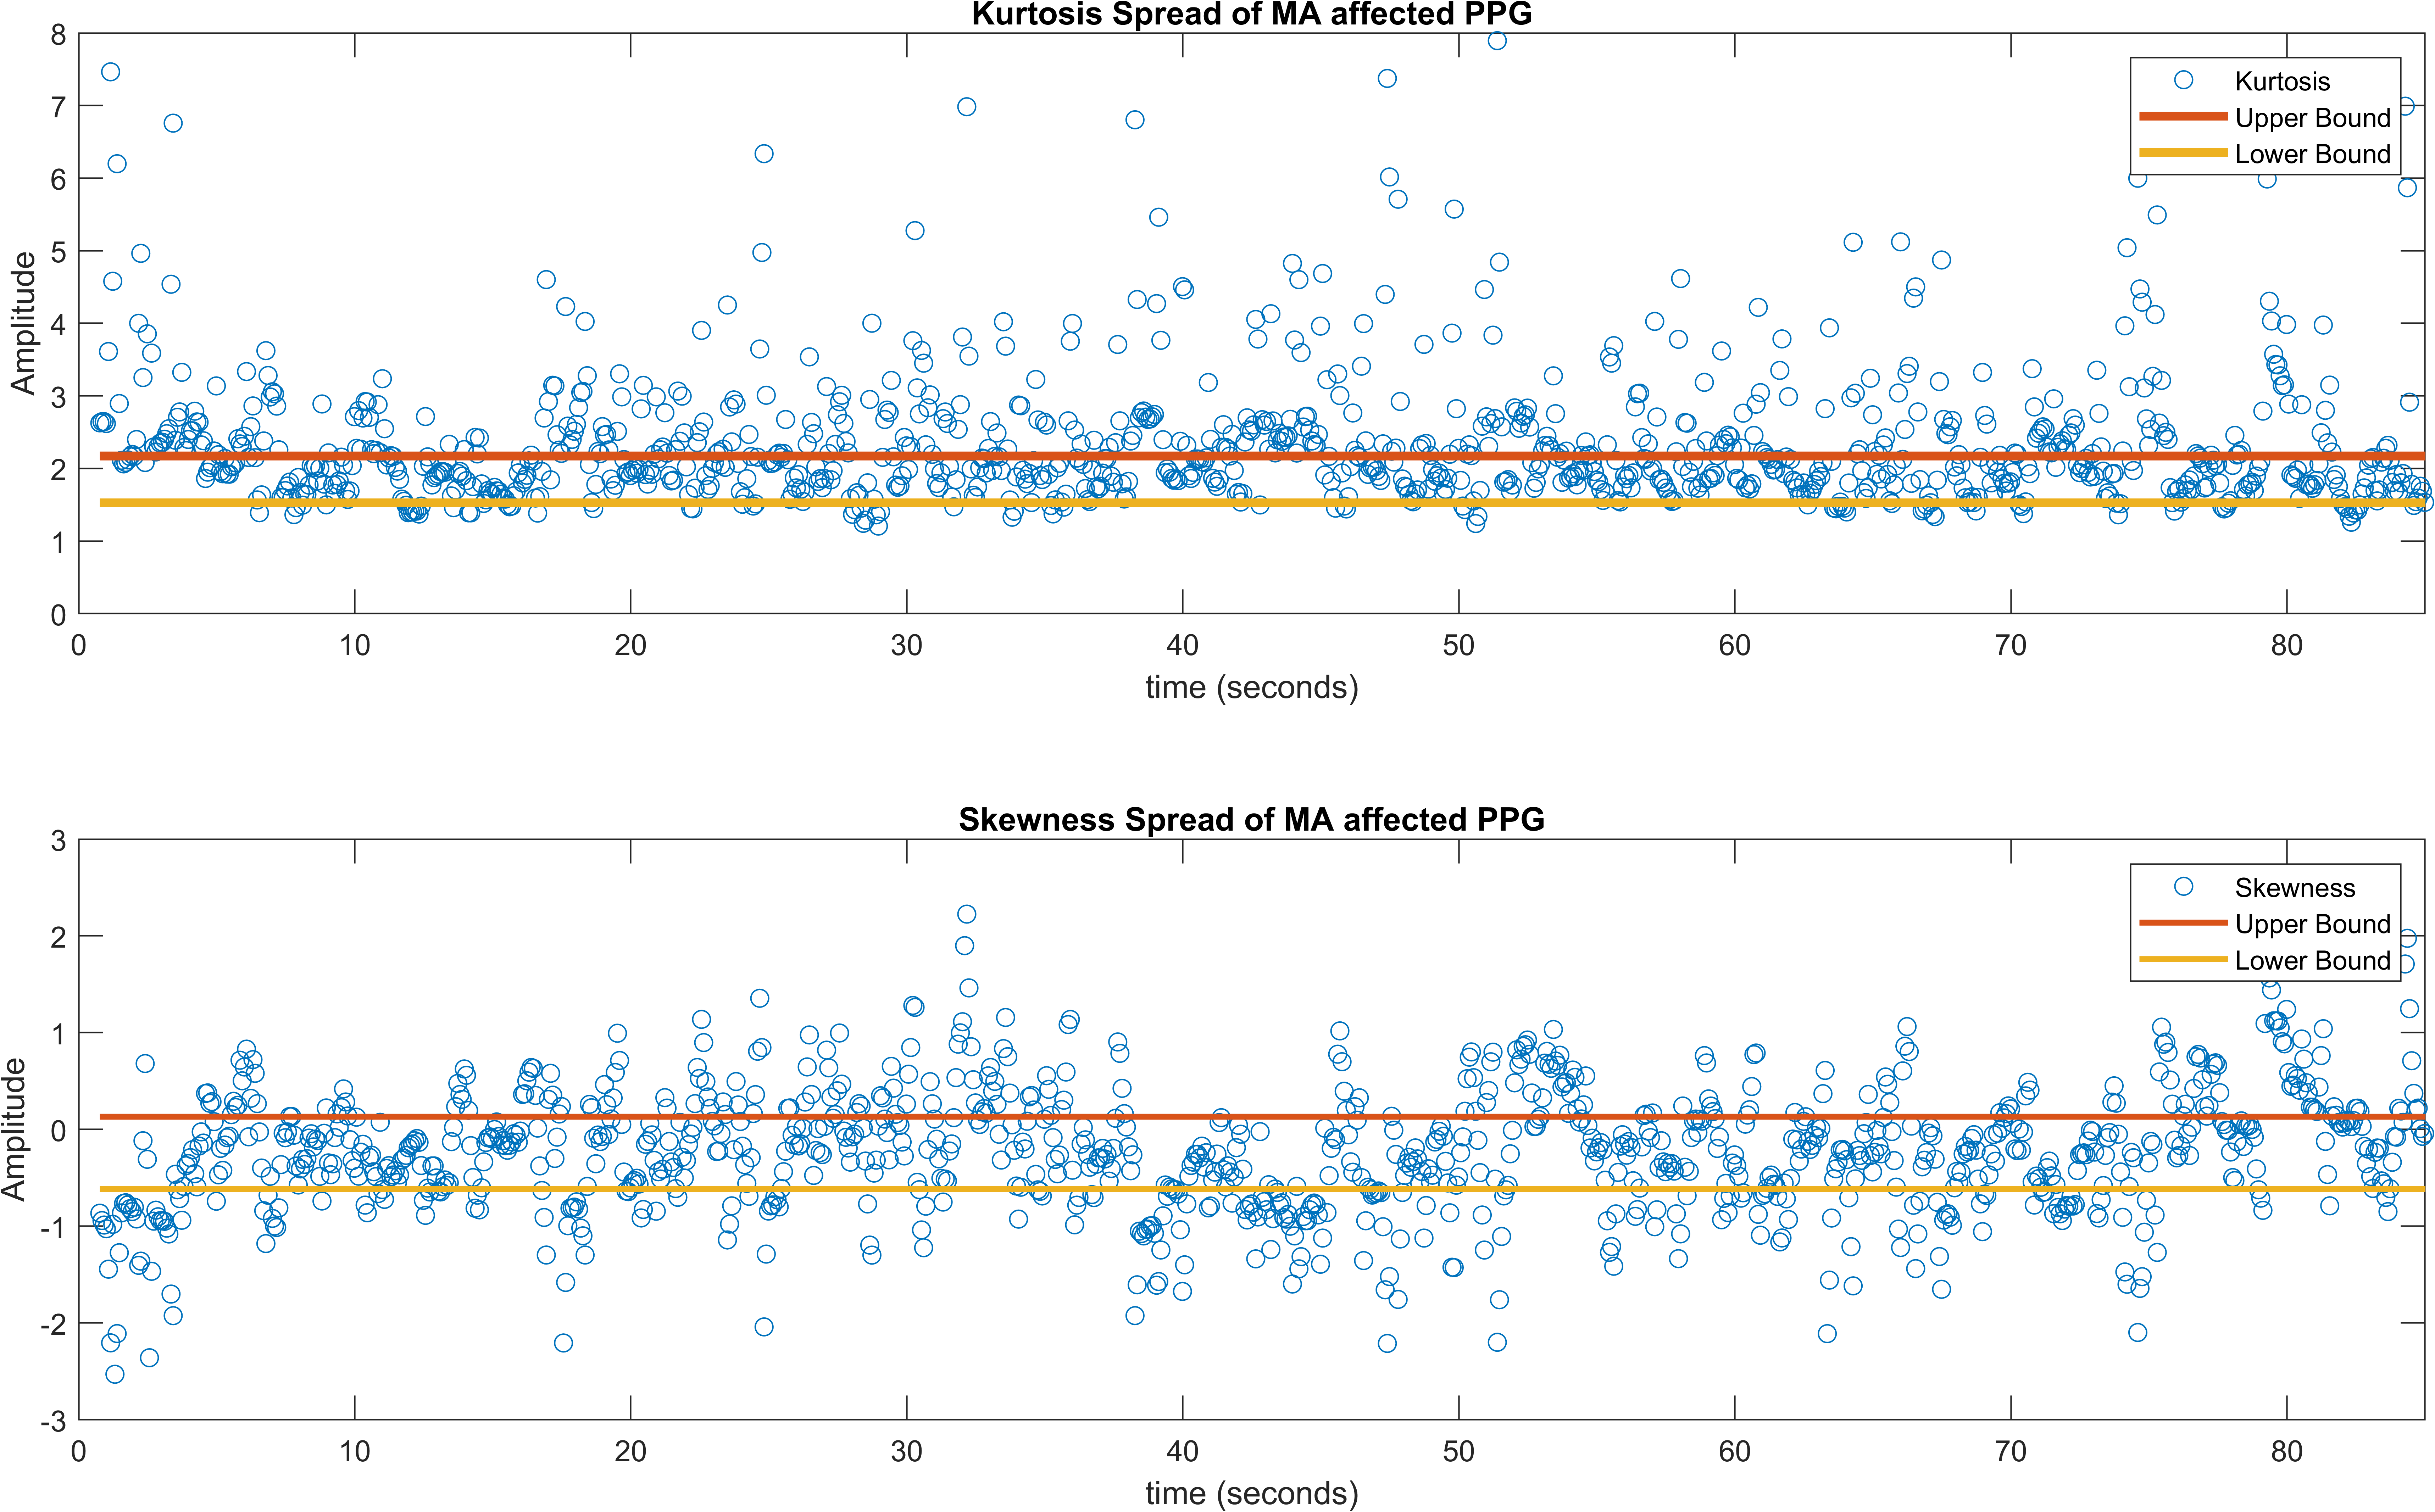 Kurtosis Spread of MA affected PPG
8
7
6
5
4
3
2
1
0
Amplitude
Kurtosis
Upper Bound
Lower Bound
0 10 20 30 40 50 60 70 80
time (seconds)
Skewness Spread of MA affected PPG
3
2
1
0
-1
-2
-3
Amplitude
Skewness
Upper Bound
Lower Bound
0 10 20 30 40 50 60 70 80
time (seconds)